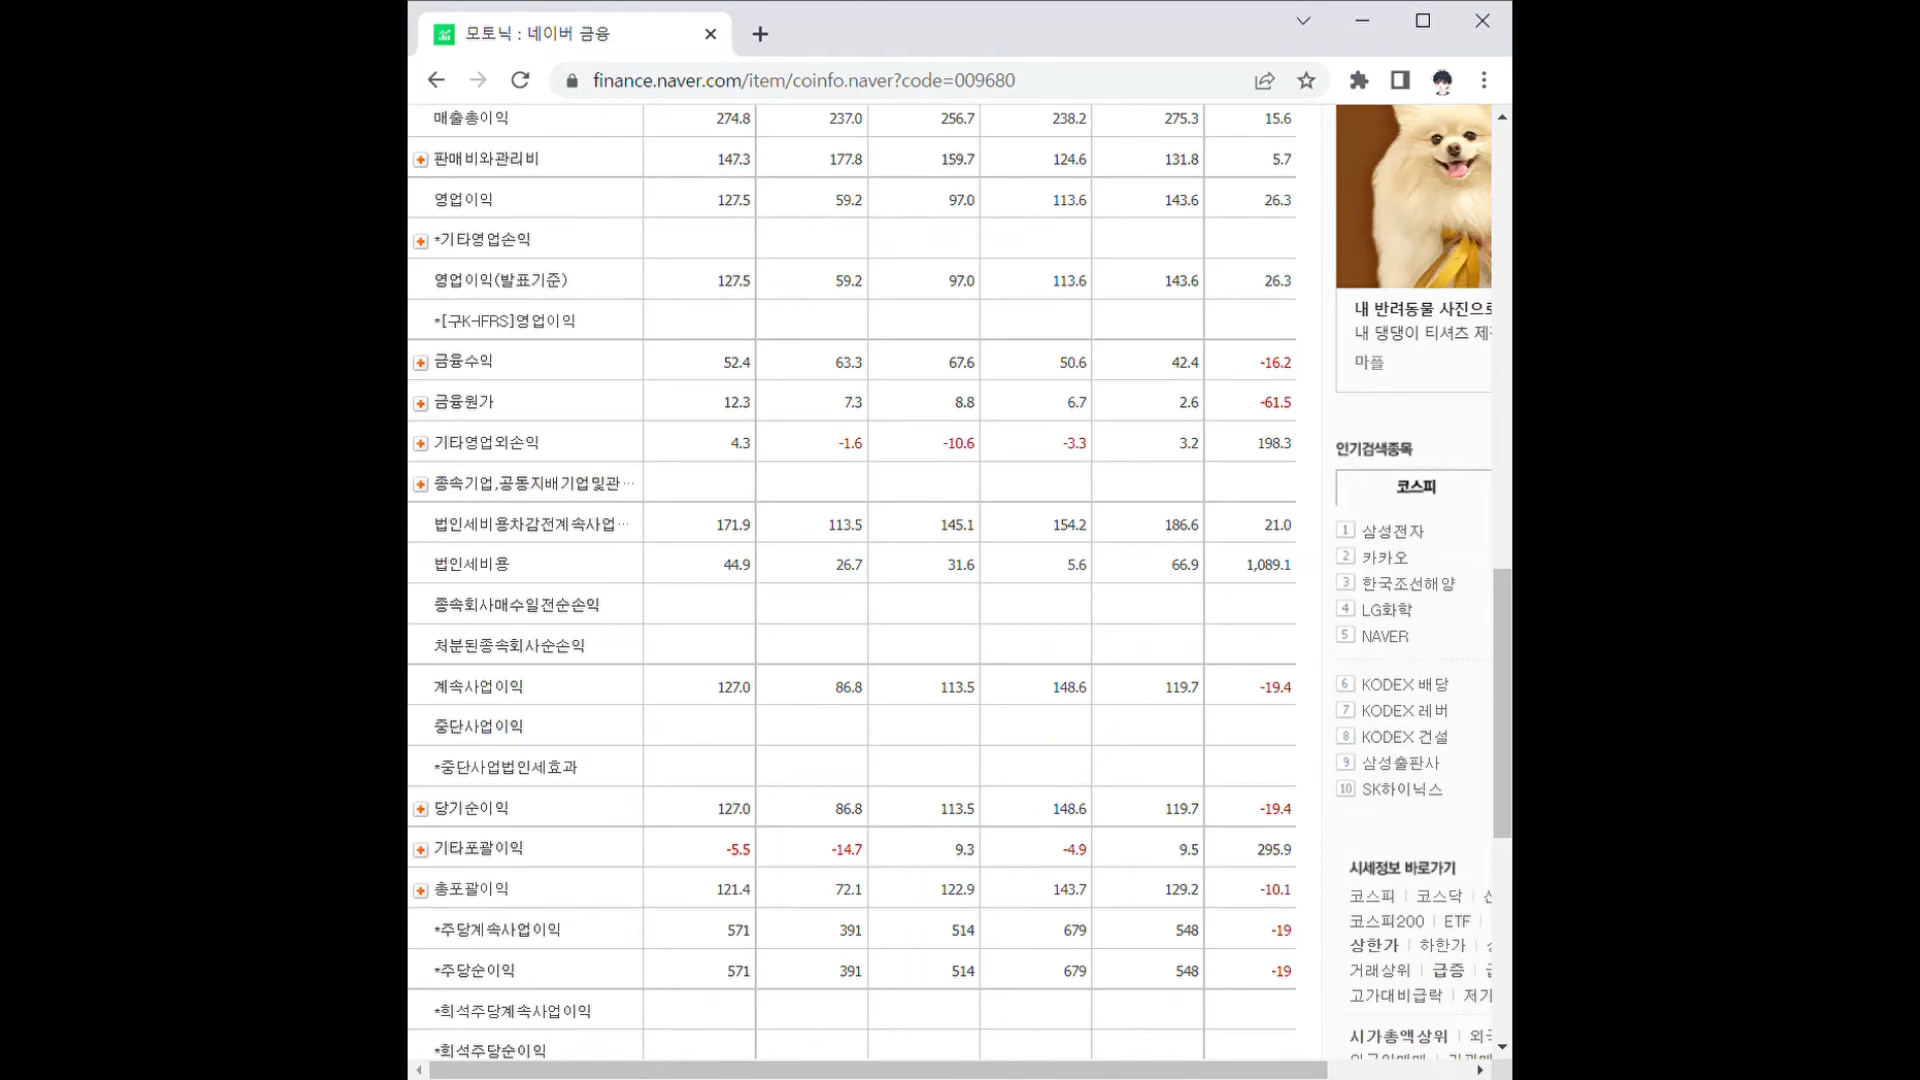 모토닉 : 네이버 금융
finance.naver.com/item/coinfo.naver?code=009680
매출총이익 274.8 237.0 256.7 238.2 275.3 15.6
판매비와관리비 147.3 177.8 159.7 124.6 131.8 5.7
영업이익 127.5 59.2 97.0 113.6 143.6 26.3
*기타영업손익
영업이익(발표기준) 127.5 59.2 97.0 113.6 143.6 26.3
*[구K-IFRS]영업이익
금융수익 52.4 63.3 67.6 50.6 42.4 -16.2
금융원가 12.3 7.3 8.8 6.7 2.6 -61.5
기타영업외손익 4.3 -1.6 -10.6 -3.3 3.2 198.3
종속기업,공동지배기업및관…
법인세비용차감전계속사업… 171.9 113.5 145.1 154.2 186.6 21.0
법인세비용 44.9 26.7 31.6 5.6 66.9 1,089.1
종속회사매수일전순손익
처분된종속회사순손익
계속사업이익 127.0 86.8 113.5 148.6 119.7 -19.4
중단사업이익
*중단사업법인세효과
당기순이익 127.0 86.8 113.5 148.6 119.7 -19.4
기타포괄이익 -5.5 -14.7 9.3 -4.9 9.5 295.9
총포괄이익 121.4 72.1 122.9 143.7 129.2 -10.1
*주당계속사업이익 571 391 514 679 548 -19
*주당순이익 571 391 514 679 548 -19
*희석주당계속사업이익
*희석주당순이익
내 반려동물 사진으로
내 댕댕이 티셔츠 제
마플
인기검색종목
코스피
1 삼성전자
2 카카오
3 한국조선해양
4 LG화학
5 NAVER
6 KODEX 배당
7 KODEX 레버
8 KODEX 건설
9 삼성출판사
10 SK하이닉스
시세정보 바로가기
코스피 | 코스닥 |
코스피200 | ETF |
상한가 | 하한가 |
거래상위 | 급증 |
고가대비급락 | 저가
시가총액상위 | 외국